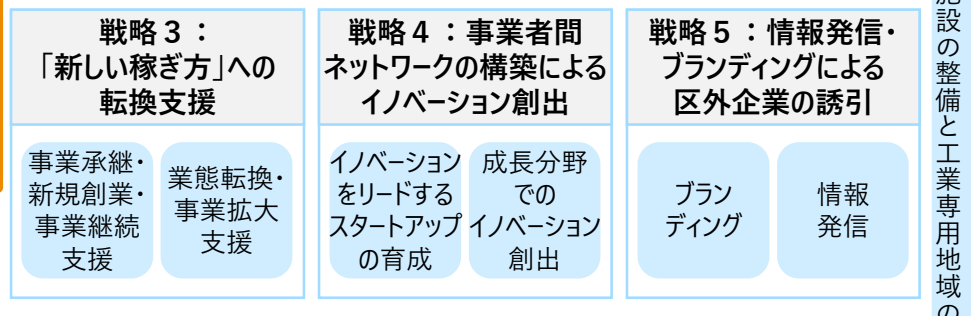 戦略３：
｢新しい稼ぎ方｣への
転換支援
事業承継・
新規創業・
事業継続
支援
業態転換・
事業拡大
支援
戦略４：事業者間
ネットワークの構築による
イノベーション創出
イノベーション
をリードする
スタートアップ
の育成
成長分野
での
イノベーション
創出
戦略５：情報発信・
ブランディングによる
区外企業の誘引
ブラン
ディング
情報
発信
設の整備と工業専用地域の